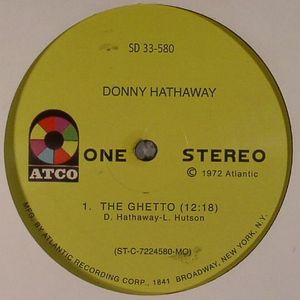 SD 33-580
DONNY HATHAWAY
ATCO
ONE STEREO
Ⓟ 1972 Atlantic
1. THE GHETTO (12:18)
D. Hathaway-L. Hutson
(ST-C-7224580-MO)
MFG. BY ATLANTIC RECORDING CORP., 1841 BROADWAY, NEW YORK, N.Y.